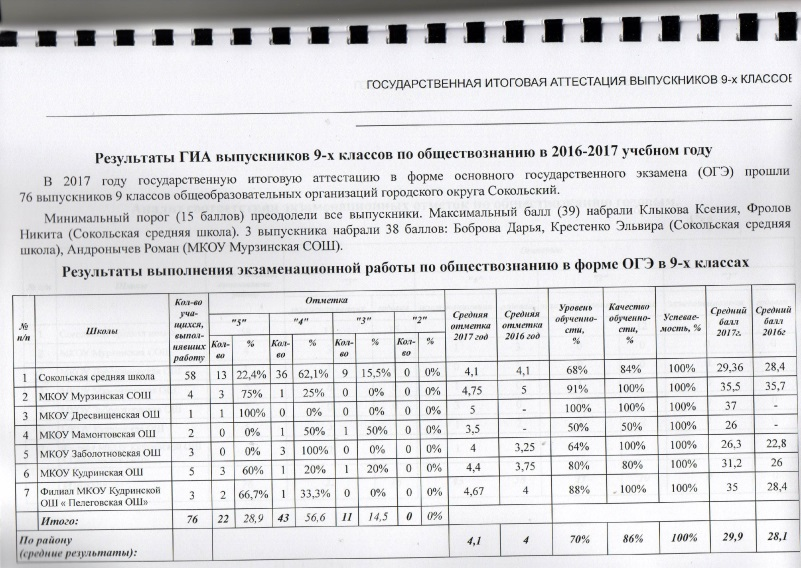 ГОСУДАРСТВЕННАЯ ИТОГОВАЯ АТТЕСТАЦИЯ ВЫПУСКНИКОВ 9-х КЛАССОВ
Результаты ГИА выпускников 9-х классов по обществознанию в 2016-2017 учебном году
В 2017 году государственную итоговую аттестацию в форме основного государственного экзамена (ОГЭ) прошли
76 выпускников 9 классов общеобразовательных организаций городского округа Сокольский.
Минимальный порог (15 баллов) преодолели все выпускники. Максимальный балл (39) набрали Клыкова Ксения, Фролов
Никита (Сокольская средняя школа). 3 выпускника набрали 38 баллов: Боброва Дарья, Крестенко Эльвира (Сокольская средняя
школа), Андронычев Роман (МКОУ Мурзинская СОШ).
Результаты выполнения экзаменационной работы по обществознанию в форме ОГЭ в 9-х классах
№ п/п Школы Кол-во уча-щихся, выпол-нявших работу Отметка Средняя отметка 2017 год Средняя отметка 2016 год Уровень обученно-сти, % Качество обученно-сти, % Успевае-мость, % Средний балл 2017г. Средний балл 2016г
"5" "4" "3" "2"
Кол-во % Кол-во % Кол-во % Кол-во %
1 Сокольская средняя школа 58 13 22,4% 36 62,1% 9 15,5% 0 0% 4,1 4,1 68% 84% 100% 29,36 28,4
2 МКОУ Мурзинская СОШ 4 3 75% 1 25% 0 0% 0 0% 4,75 5 91% 100% 100% 35,5 35,7
3 МКОУ Дресвищенская ОШ 1 1 100% 0 0% 0 0% 0 0% 5 - 100% 100% 100% 37 -
4 МКОУ Мамонтовская ОШ 2 0 0% 1 50% 1 50% 0 0% 3,5 - 50% 50% 100% 26 -
5 МКОУ Заболотновская ОШ 3 0 0% 3 100% 0 0% 0 0% 4 3,25 64% 100% 100% 26,3 22,8
6 МКОУ Кудринская ОШ 5 3 60% 1 20% 1 20% 0 0% 4,4 3,75 80% 80% 100% 31,2 26
7 Филиал МКОУ Кудринской ОШ « Пелеговская ОШ» 3 2 66,7% 1 33,3% 0 0% 0 0% 4,67 4 88% 100% 100% 35 28,4
Итого: 76 22 28,9 43 56,6 11 14,5 0 0%
По району
(средние результаты): 4,1 4 70% 86% 100% 29,9 28,1